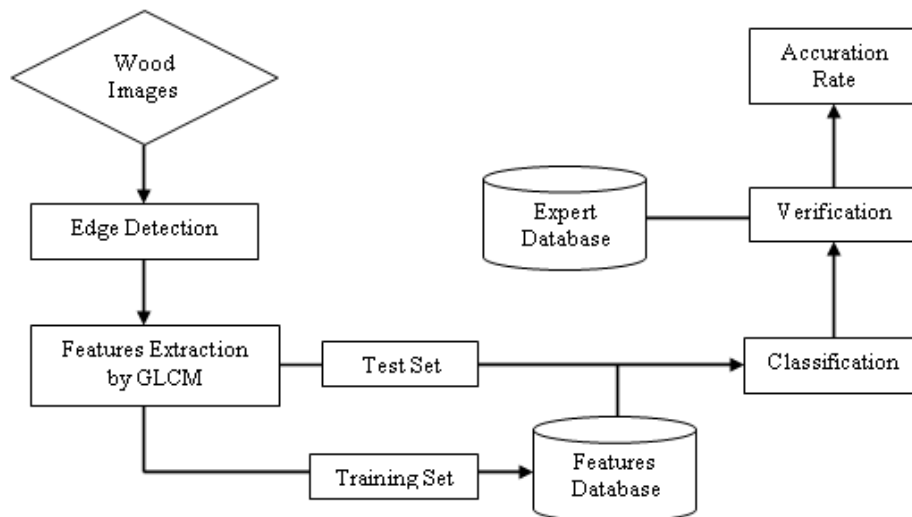 Wood
Images
Accuration
Rate
Edge Detection
Expert
Database
Verification
Features Extraction
by GLCM
Test Set
Classification
Training Set
Features
Database